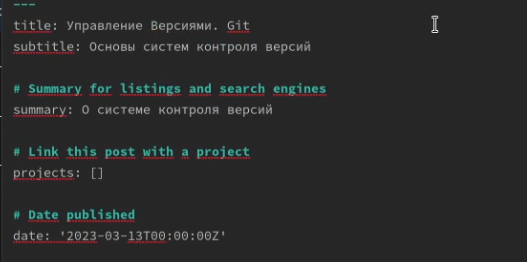 ---
title: Управление Версиями. Git
subtitle: Основы систем контроля версий
# Summary for listings and search engines
summary: О системе контроля версий
# Link this post with a project
projects: []
# Date published
date: '2023-03-13T00:00:00Z'